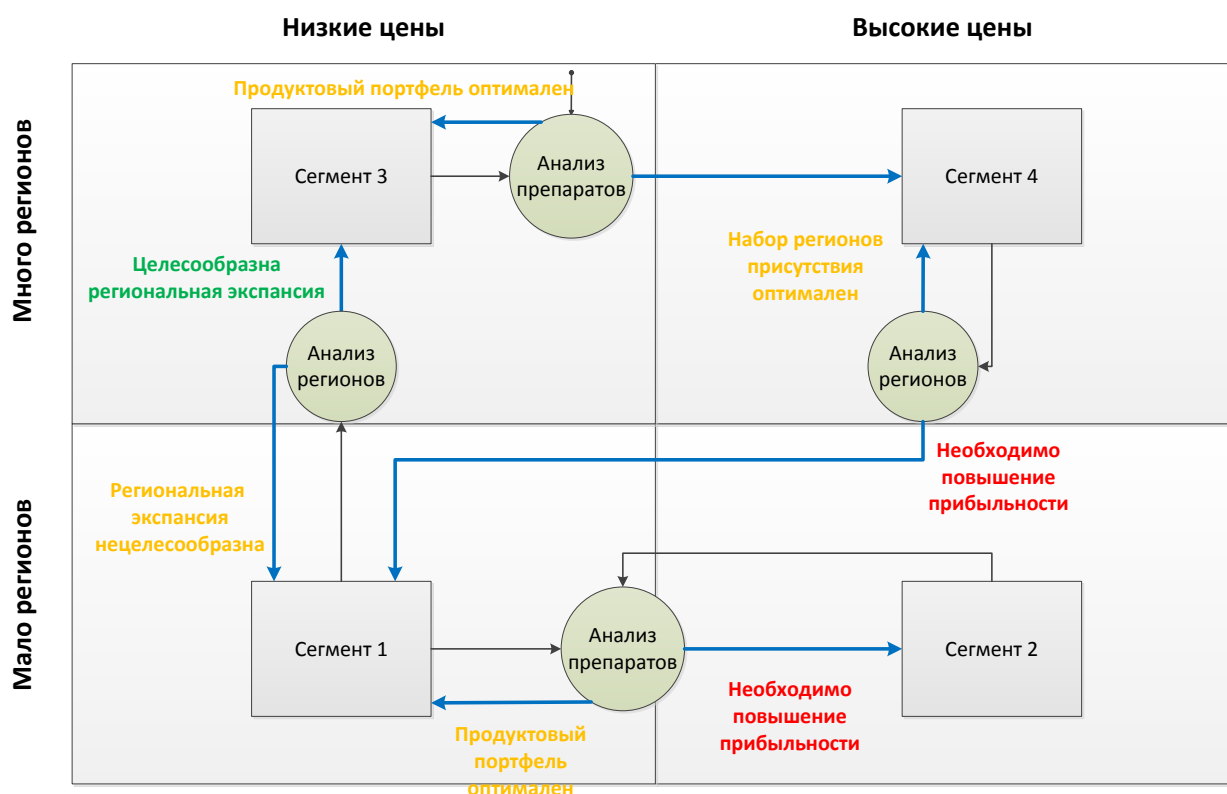 Низкие цены
Высокие цены
Много регионов
Продуктовый портфель оптимален
Сегмент 3
Анализ
препаратов
Сегмент 4
Целесообразна
региональная экспансия
Набор регионов
присутствия
оптимален
Анализ
регионов
Анализ
регионов
Мало регионов
Региональная
экспансия
нецелесообразна
Необходимо
повышение
прибыльности
Сегмент 1
Анализ
препаратов
Сегмент 2
Продуктовый
портфель
оптимален
Необходимо
повышение
прибыльности